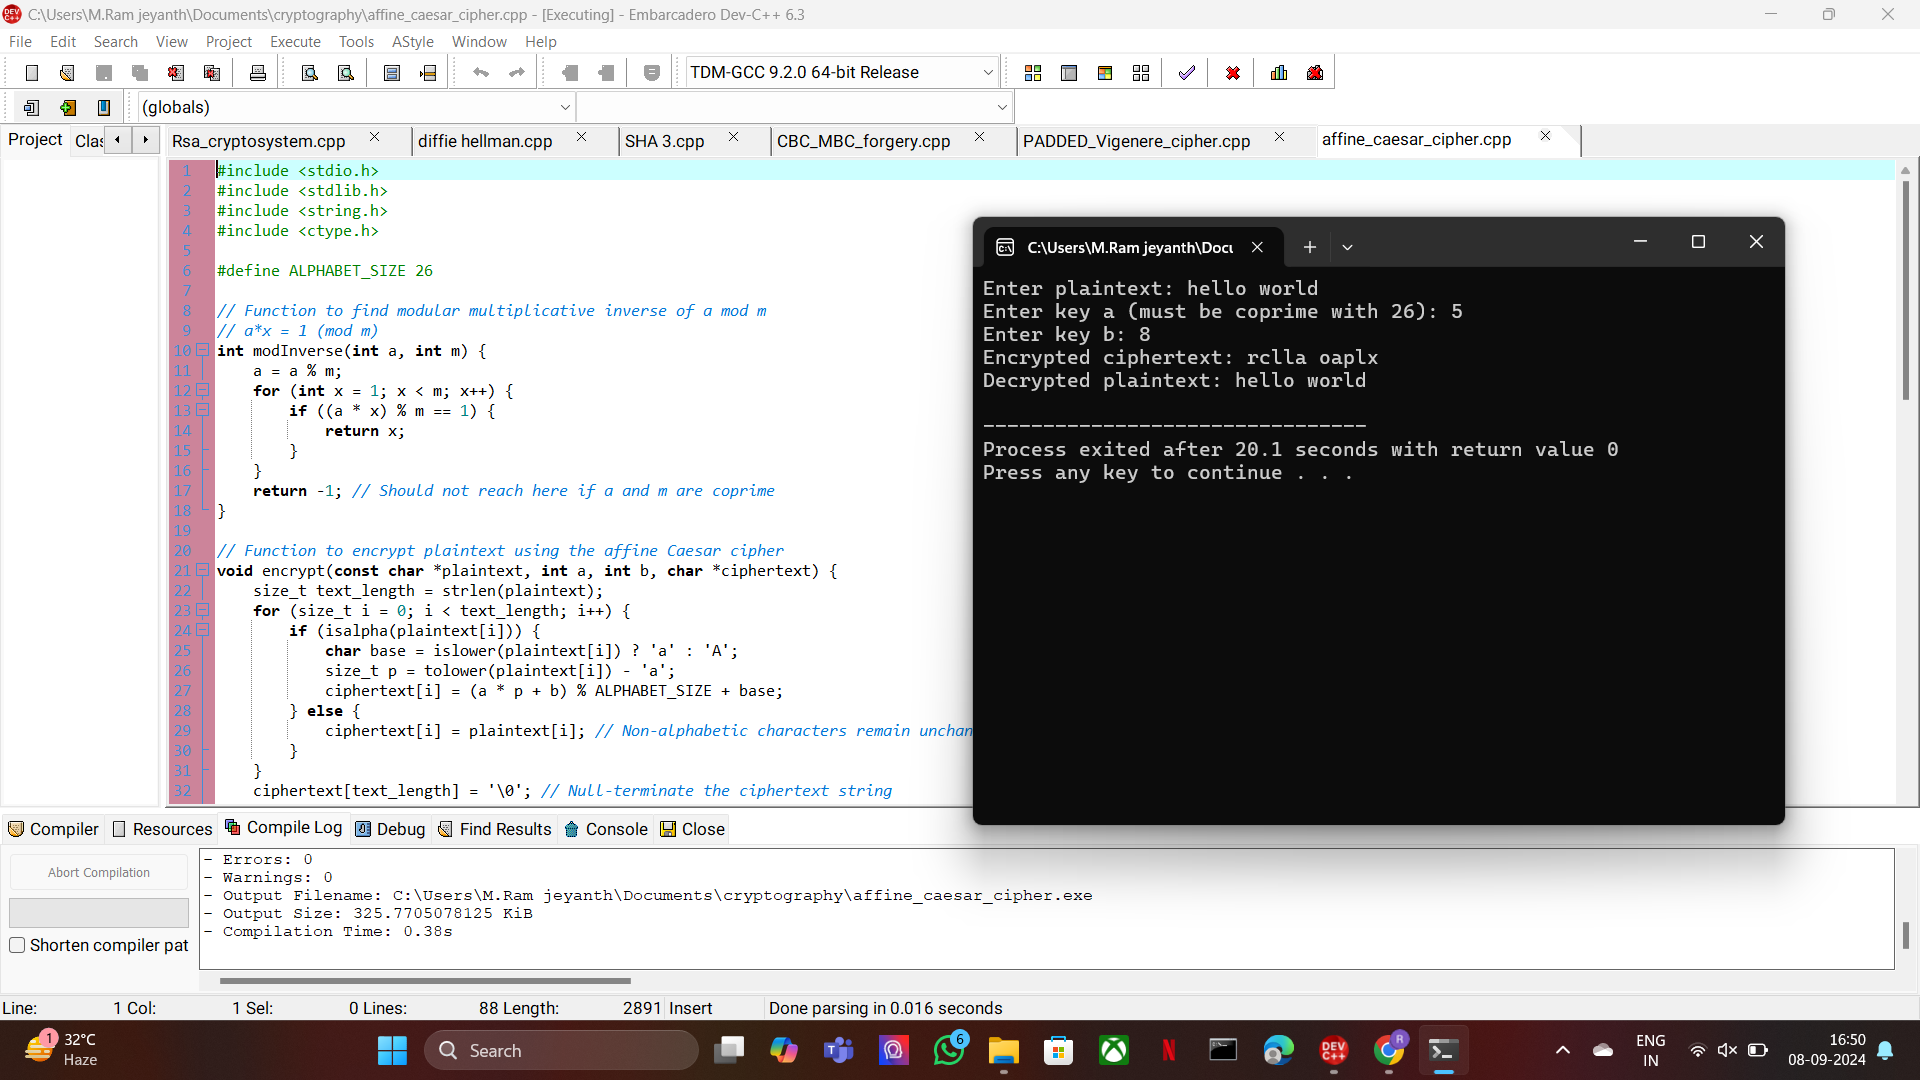 C:\Users\M.Ram jeyanth\Documents\cryptography\affine_caesar_cipher.cpp - [Executing] - Embarcadero Dev-C++ 6.3
File Edit Search View Project Execute Tools AStyle Window Help
TDM-GCC 9.2.0 64-bit Release
(globals)
Project Clas Rsa_cryptosystem.cpp diffie hellman.cpp SHA 3.cpp CBC_MBC_forgery.cpp PADDED_Vigenere_cipher.cpp affine_caesar_cipher.cpp
1 #include <stdio.h>
2 #include <stdlib.h>
3 #include <string.h>
4 #include <ctype.h>
5
6 #define ALPHABET_SIZE 26
7
8 // Function to find modular multiplicative inverse of a mod m
9 // a*x = 1 (mod m)
10 int modInverse(int a, int m) {
11 a = a % m;
12 for (int x = 1; x < m; x++) {
13 if ((a * x) % m == 1) {
14 return x;
15 }
16 }
17 return -1; // Should not reach here if a and m are coprime
18 }
19
20 // Function to encrypt plaintext using the affine Caesar cipher
21 void encrypt(const char *plaintext, int a, int b, char *ciphertext) {
22 size_t text_length = strlen(plaintext);
23 for (size_t i = 0; i < text_length; i++) {
24 if (isalpha(plaintext[i])) {
25 char base = islower(plaintext[i]) ? 'a' : 'A';
26 size_t p = tolower(plaintext[i]) - 'a';
27 ciphertext[i] = (a * p + b) % ALPHABET_SIZE + base;
28 } else {
29 ciphertext[i] = plaintext[i]; // Non-alphabetic characters remain unchan
30 }
31 }
32 ciphertext[text_length] = '\0'; // Null-terminate the ciphertext string
C:\Users\M.Ram jeyanth\Docu
Enter plaintext: hello world
Enter key a (must be coprime with 26): 5
Enter key b: 8
Encrypted ciphertext: rclla oaplx
Decrypted plaintext: hello world
--------------------------------
Process exited after 20.1 seconds with return value 0
Press any key to continue . . .
Compiler Resources Compile Log Debug Find Results Console Close
Abort Compilation
Shorten compiler pat
- Errors: 0
- Warnings: 0
- Output Filename: C:\Users\M.Ram jeyanth\Documents\cryptography\affine_caesar_cipher.exe
- Output Size: 325.7705078125 KiB
- Compilation Time: 0.38s
Line: 1 Col: 1 Sel: 0 Lines: 88 Length: 2891 Insert Done parsing in 0.016 seconds
1 32°C
Haze
Search
6
DEV C++
R
ENG
IN
16:50
08-09-2024